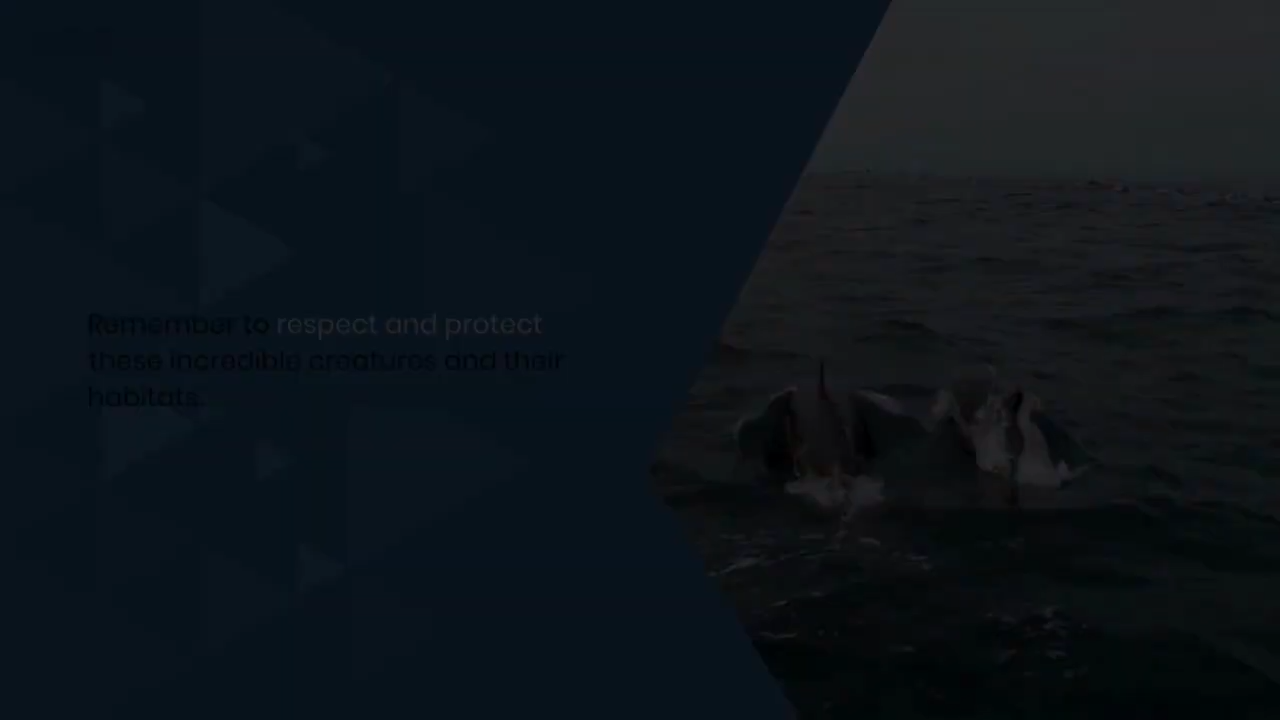 Remember to respect and protect
these incredible creatures and their
habitats.